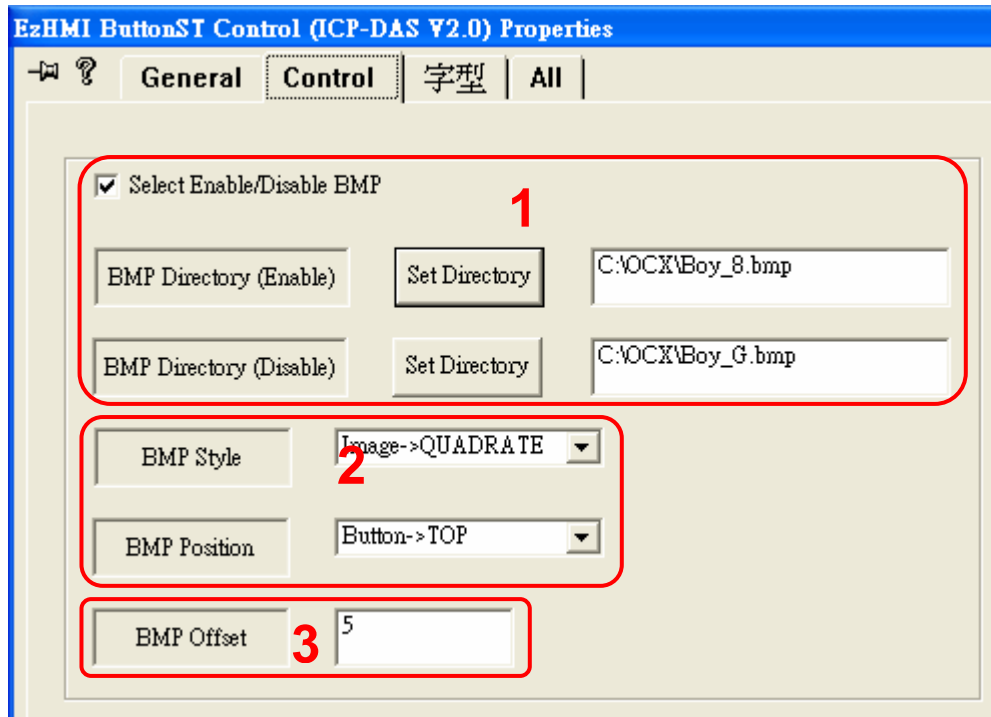 EzHMI ButtonST Control (ICP-DAS V2.0) Properties
General Control 字型 All
Select Enable/Disable BMP
1
BMP Directory (Enable) Set Directory C:\OCX\Boy_8.bmp
BMP Directory (Disable) Set Directory C:\OCX\Boy_G.bmp
BMP Style Image->QUADRATE
2
BMP Position Button->TOP
BMP Offset 3 5